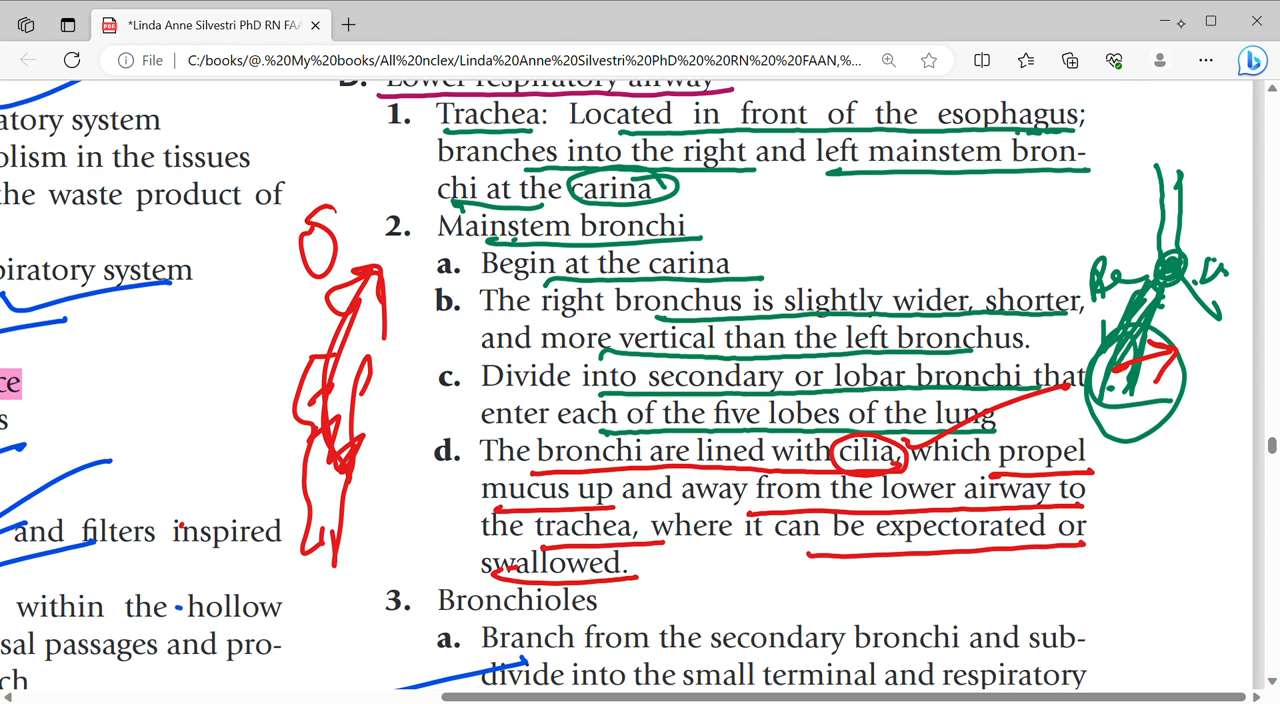 *Linda Anne Silvestri PhD RN FAA
File
C:/books/@.%20My%20books/All%20nclex/Linda%20Anne%20Silvestri%20PhD%20%20RN%20%20FAAN,%...
atory system
olism in the tissues
the waste product of
piratory system
ce
s
and filters inspired
within the hollow
sal passages and pro-
ch
D. Lower respiratory airway
1. Trachea: Located in front of the esophagus;
branches into the right and left mainstem bron-
chi at the carina
2. Mainstem bronchi
a. Begin at the carina
b. The right bronchus is slightly wider, shorter,
and more vertical than the left bronchus.
c. Divide into secondary or lobar bronchi that
enter each of the five lobes of the lung
d. The bronchi are lined with cilia, which propel
mucus up and away from the lower airway to
the trachea, where it can be expectorated or
swallowed.
3. Bronchioles
a. Branch from the secondary bronchi and sub-
divide into the small terminal and respiratory